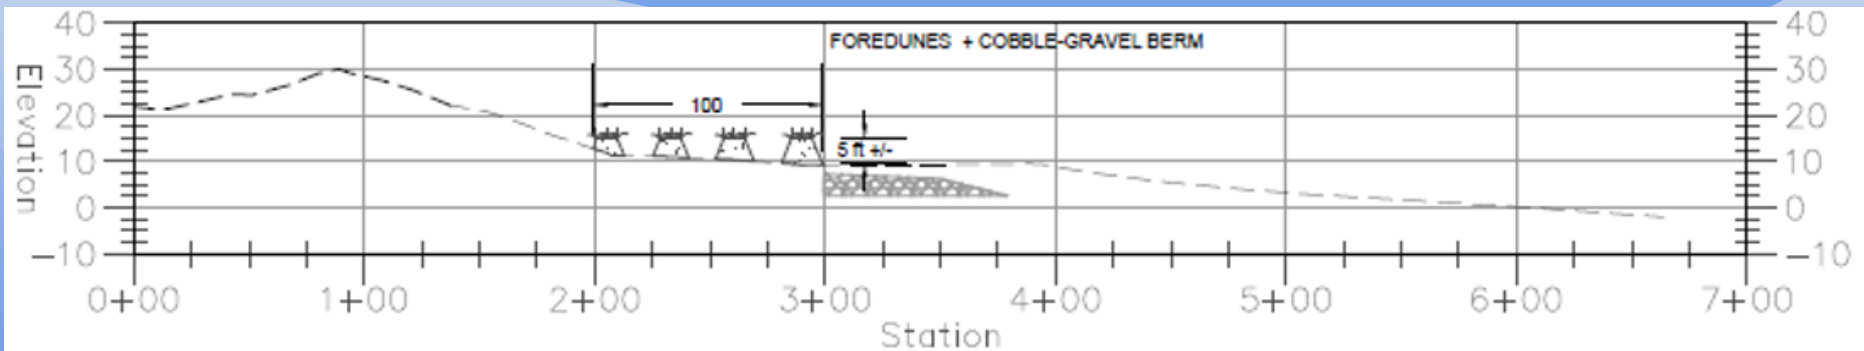 FOREDUNES + COBBLE-GRAVEL BERM
40 40
30 30
100
20 20
5 ft +/-
10 10
0 0
-10 -10
Elevation
0+00 1+00 2+00 3+00 4+00 5+00 6+00 7+00
Station